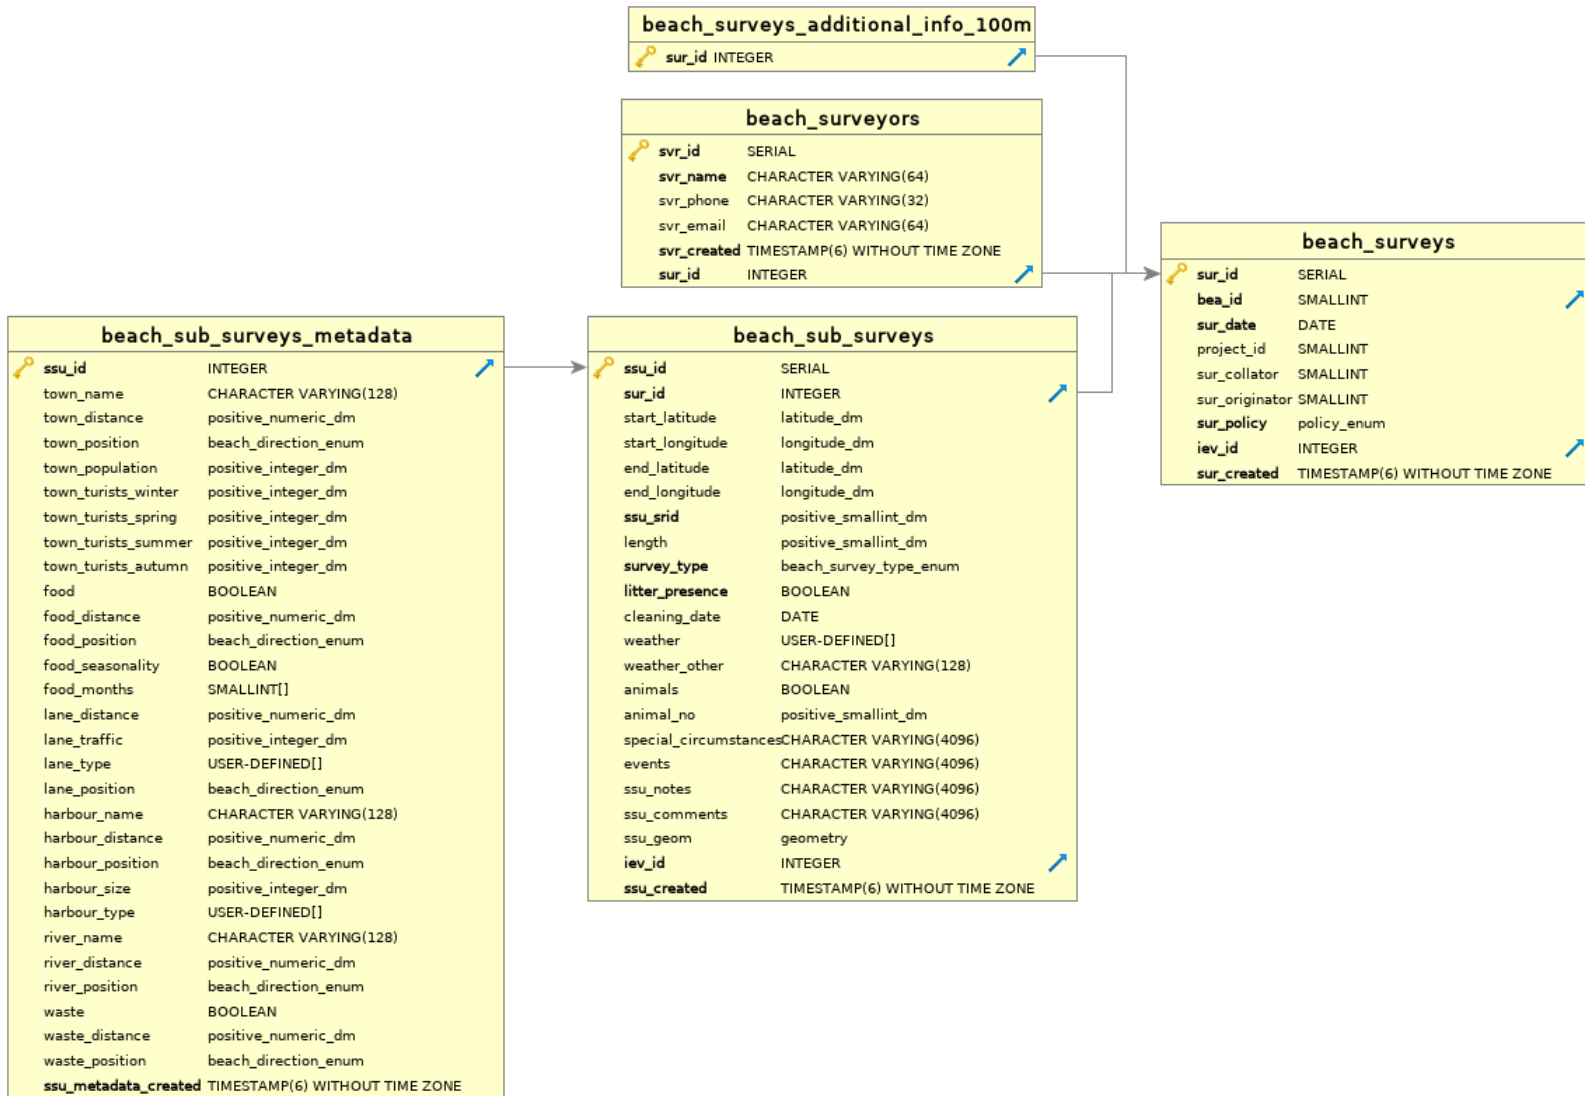 beach_surveys_additional_info_100m
sur_id INTEGER
beach_surveyors
svr_id SERIAL
svr_name CHARACTER VARYING(64)
svr_phone CHARACTER VARYING(32)
svr_email CHARACTER VARYING(64)
svr_created TIMESTAMP(6) WITHOUT TIME ZONE
sur_id INTEGER
beach_surveys
sur_id SERIAL
bea_id SMALLINT
sur_date DATE
project_id SMALLINT
sur_collator SMALLINT
sur_originator SMALLINT
sur_policy policy_enum
iev_id INTEGER
sur_created TIMESTAMP(6) WITHOUT TIME ZONE
beach_sub_surveys_metadata
ssu_id INTEGER
town_name CHARACTER VARYING(128)
town_distance positive_numeric_dm
town_position beach_direction_enum
town_population positive_integer_dm
town_turists_winter positive_integer_dm
town_turists_spring positive_integer_dm
town_turists_summer positive_integer_dm
town_turists_autumn positive_integer_dm
food BOOLEAN
food_distance positive_numeric_dm
food_position beach_direction_enum
food_seasonality BOOLEAN
food_months SMALLINT[]
lane_distance positive_numeric_dm
lane_traffic positive_integer_dm
lane_type USER-DEFINED[]
lane_position beach_direction_enum
harbour_name CHARACTER VARYING(128)
harbour_distance positive_numeric_dm
harbour_position beach_direction_enum
harbour_size positive_integer_dm
harbour_type USER-DEFINED[]
river_name CHARACTER VARYING(128)
river_distance positive_numeric_dm
river_position beach_direction_enum
waste BOOLEAN
waste_distance positive_numeric_dm
waste_position beach_direction_enum
ssu_metadata_created TIMESTAMP(6) WITHOUT TIME ZONE
beach_sub_surveys
ssu_id SERIAL
sur_id INTEGER
start_latitude latitude_dm
start_longitude longitude_dm
end_latitude latitude_dm
end_longitude longitude_dm
ssu_srid positive_smallint_dm
length positive_smallint_dm
survey_type beach_survey_type_enum
litter_presence BOOLEAN
cleaning_date DATE
weather USER-DEFINED[]
weather_other CHARACTER VARYING(128)
animals BOOLEAN
animal_no positive_smallint_dm
special_circumstances CHARACTER VARYING(4096)
events CHARACTER VARYING(4096)
ssu_notes CHARACTER VARYING(4096)
ssu_comments CHARACTER VARYING(4096)
ssu_geom geometry
iev_id INTEGER
ssu_created TIMESTAMP(6) WITHOUT TIME ZONE